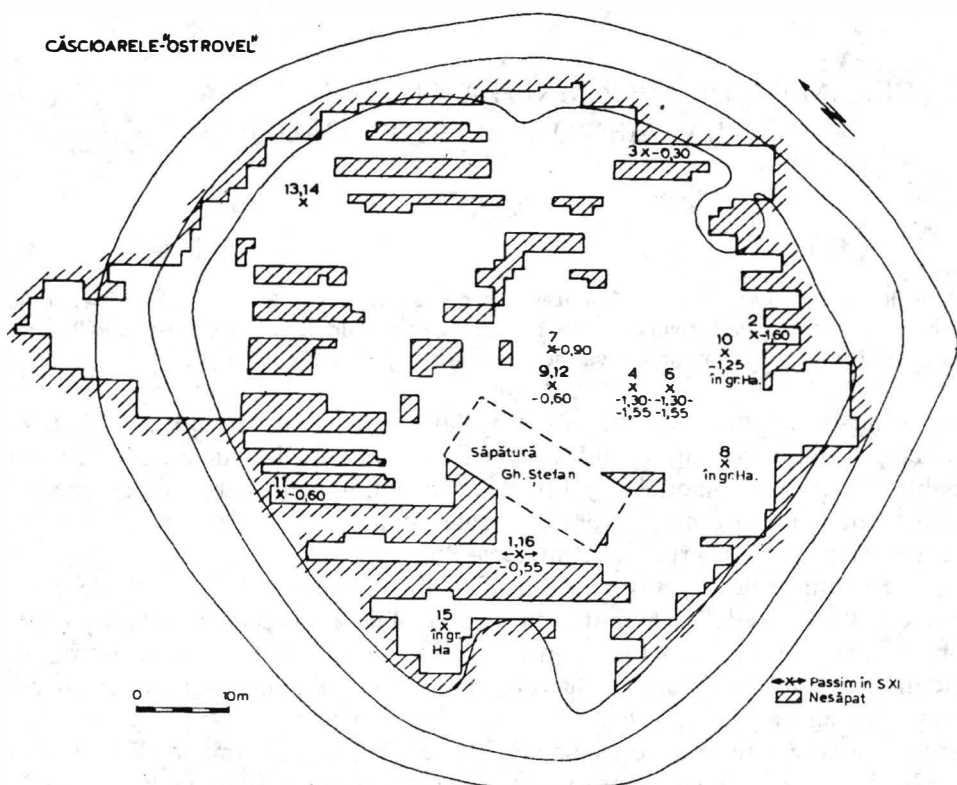 CĂSCIOARELE-"OSTROVEL"
N
3 x -0,30
13,14
x
2
x -1,60
7
x -0,90
10
x
-1,25
în gr. Ha.
9,12
x
-0,60
4
x
-1,30-
-1,55
6
x
-1,30-
-1,55
Săpătură
Gh. Ștefan
8
x
în gr. Ha.
11
x -0,60
1,16
x
-0,55
15
x
în gr.
Ha
x Passim în S XI
Nesăpat
0 10m